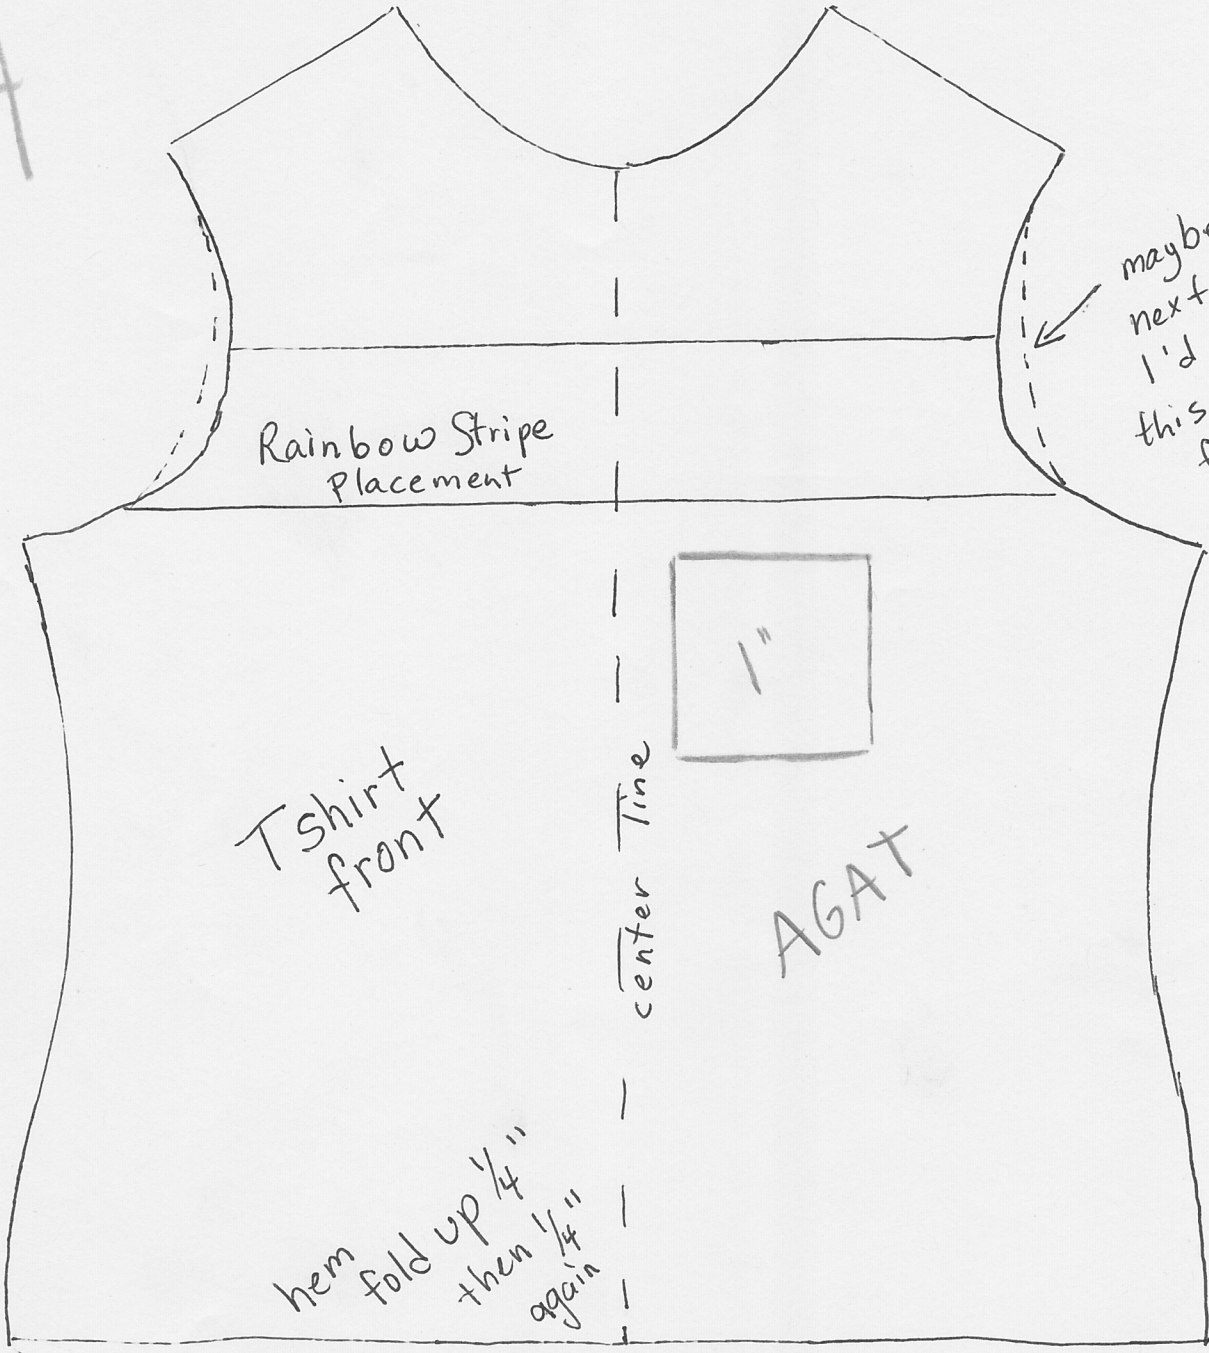 maybe
next
I'd
this
Rainbow Stripe
Placement
1"
Tshirt
front
center line
AGAT
hem
fold up 1/4"
then 1/4"
again